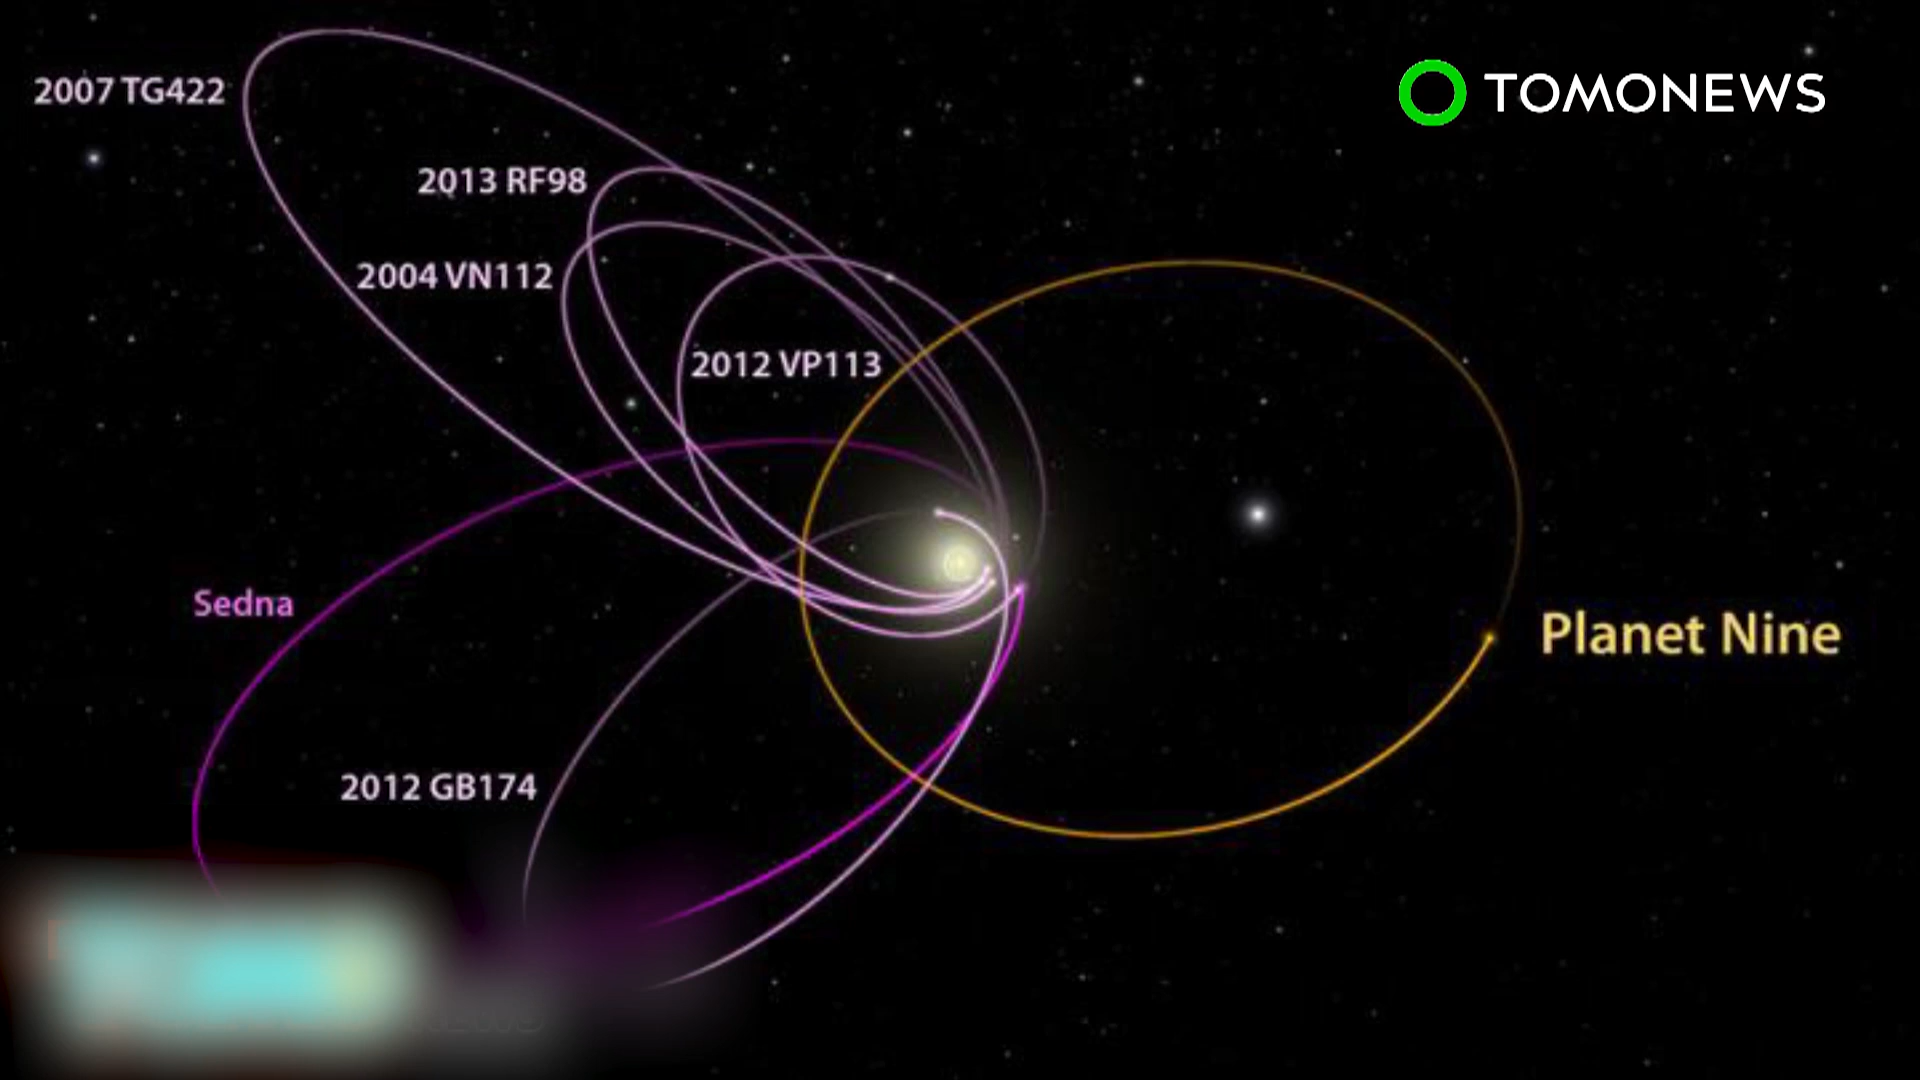 TOMONEWS
2007 TG422
2013 RF98
2004 VN112
2012 VP113
Sedna
Planet Nine
2012 GB174